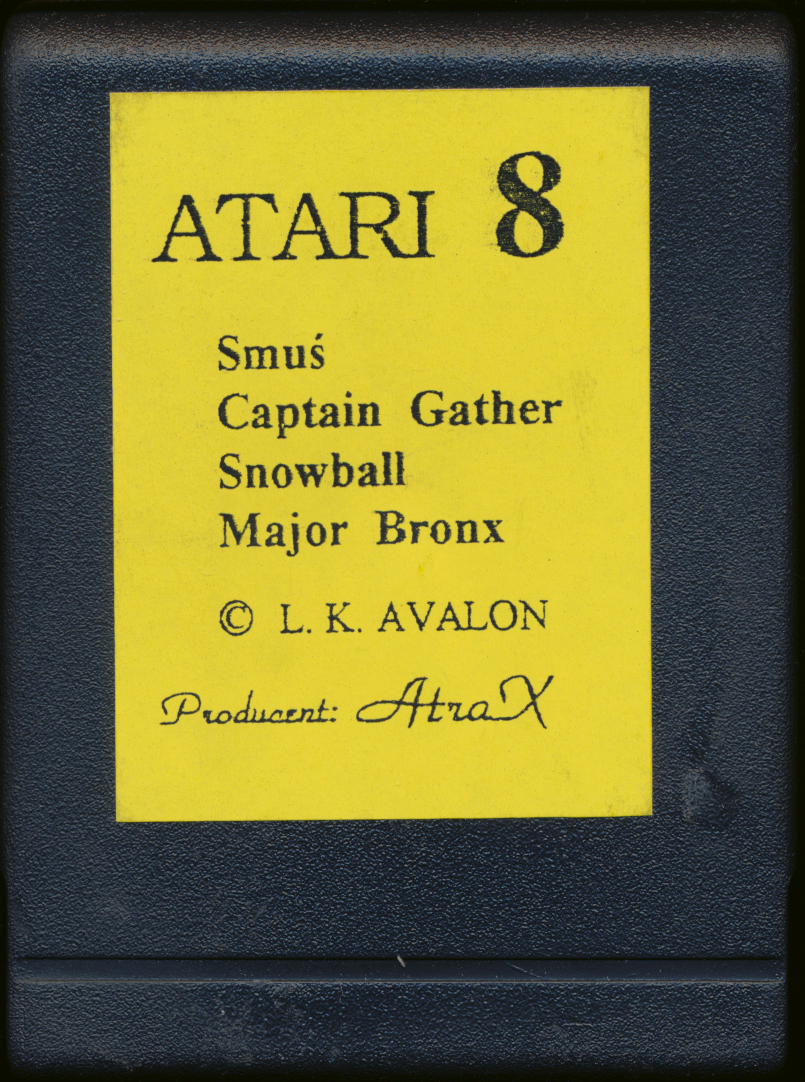 ATARI 8
Smuś
Captain Gather
Snowball
Major Bronx
© L. K. AVALON
Producent: AtraX